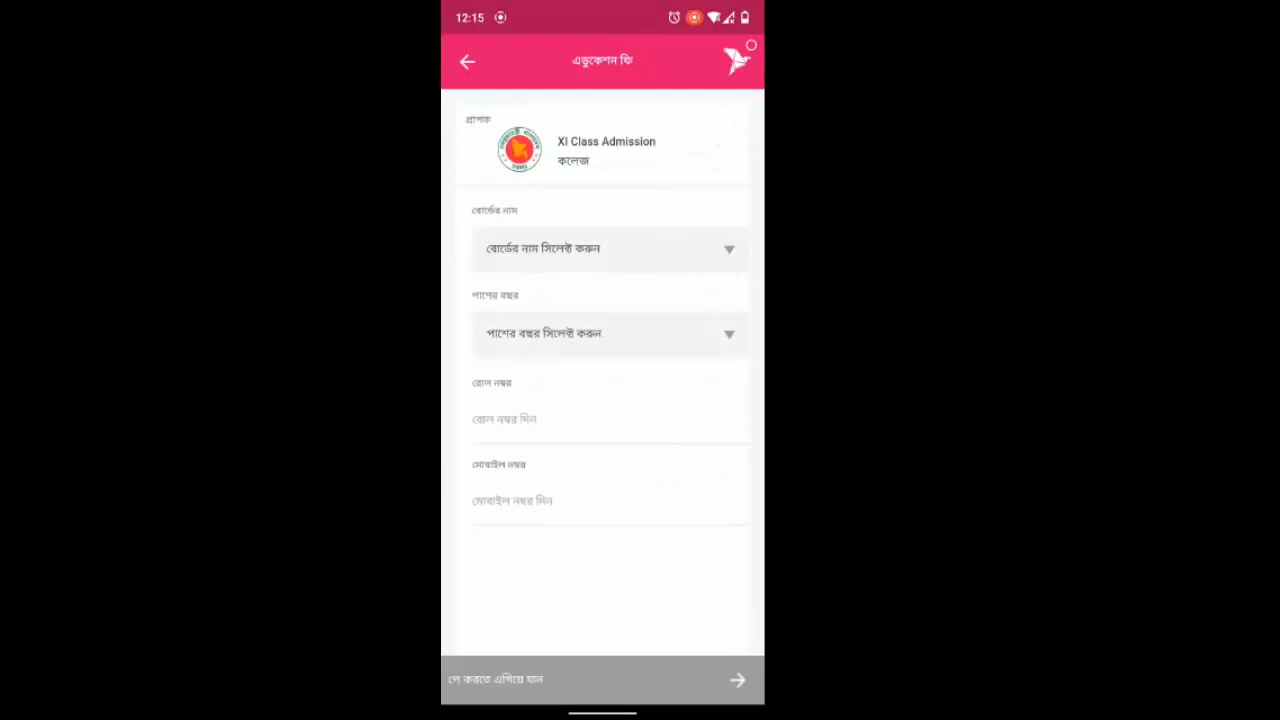 12:15
এডুকেশন ফি
প্রাপক
XI Class Admission
কলেজ
বোর্ডের নাম
বোর্ডের নাম সিলেক্ট করুন
পাশের বছর
পাশের বছর সিলেক্ট করুন
রোল নম্বর
রোল নম্বর দিন
মোবাইল নম্বর
মোবাইল নম্বর দিন
পে করতে এগিয়ে যান